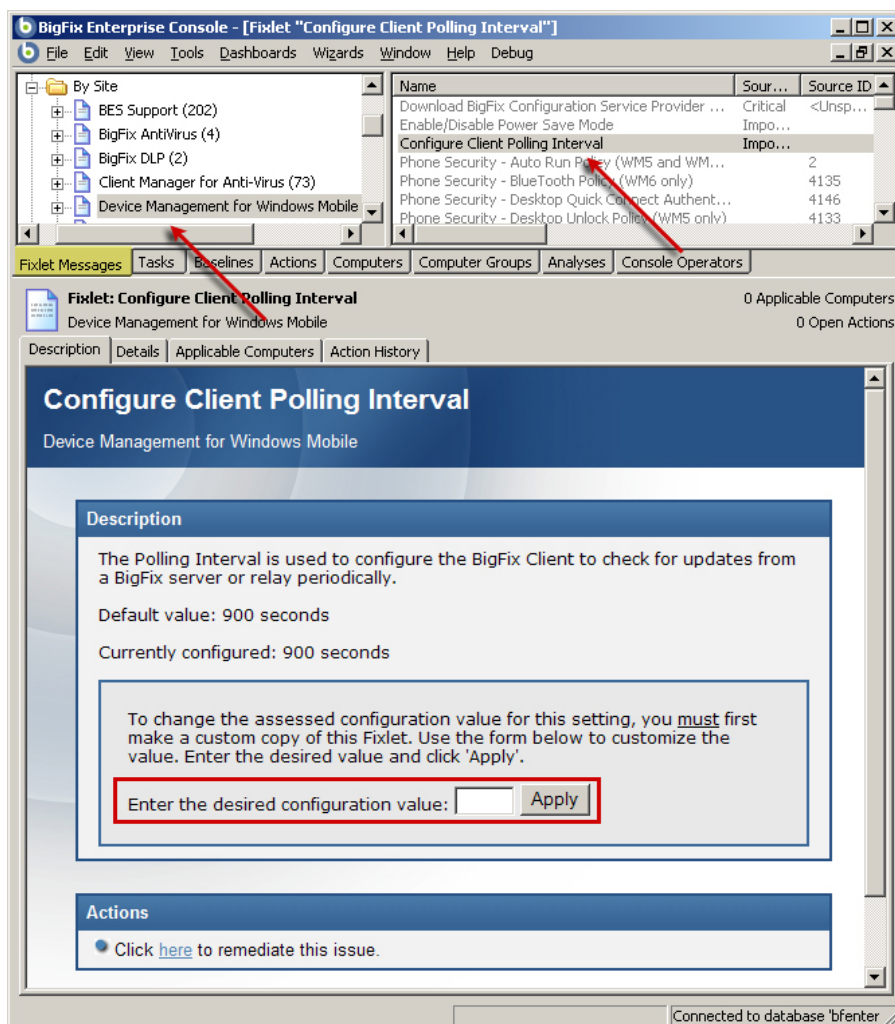 BigFix Enterprise Console - [Fixlet "Configure Client Polling Interval"]
File Edit View Tools Dashboards Wizards Window Help Debug
By Site
BES Support (202)
BigFix AntiVirus (4)
BigFix DLP (2)
Client Manager for Anti-Virus (73)
Device Management for Windows Mobile
Name Sour... Source ID
Download BigFix Configuration Service Provider ... Critical <Unsp...
Enable/Disable Power Save Mode Impo...
Configure Client Polling Interval Impo...
Phone Security - Auto Run Policy (WM5 and WM... 2
Phone Security - BlueTooth Policy (WM6 only) 4135
Phone Security - Desktop Quick Connect Authent... 4146
Phone Security - Desktop Unlock Policy (WM5 only) 4133
Fixlet Messages Tasks Baselines Actions Computers Computer Groups Analyses Console Operators
Fixlet: Configure Client Polling Interval 0 Applicable Computers
Device Management for Windows Mobile 0 Open Actions
Description Details Applicable Computers Action History
Configure Client Polling Interval
Device Management for Windows Mobile
Description
The Polling Interval is used to configure the BigFix Client to check for updates from
a BigFix server or relay periodically.
Default value: 900 seconds
Currently configured: 900 seconds
To change the assessed configuration value for this setting, you must first
make a custom copy of this Fixlet. Use the form below to customize the
value. Enter the desired value and click 'Apply'.
Enter the desired configuration value: Apply
Actions
Click here to remediate this issue.
Connected to database 'bfenter